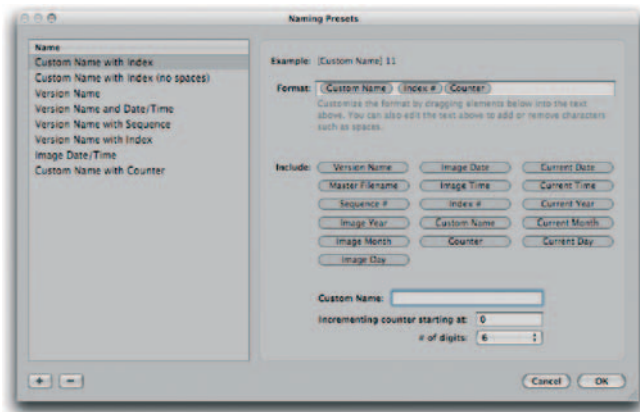 Naming Presets
Name
Custom Name with Index
Custom Name with Index (no spaces)
Version Name
Version Name and Date/Time
Version Name with Sequence
Version Name with Index
Image Date/Time
Custom Name with Counter
Example: [Custom Name] 11
Format: Custom Name Index # Counter
Customize the format by dragging elements below into the text
above. You can also edit the text above to add or remove characters
such as spaces.
Include: Version Name Image Date Current Date
Master Filename Image Time Current Time
Sequence # Index # Current Year
Image Year Custom Name Current Month
Image Month Counter Current Day
Image Day
Custom Name:
Incrementing counter starting at: 0
# of digits: 6
+ − Cancel OK